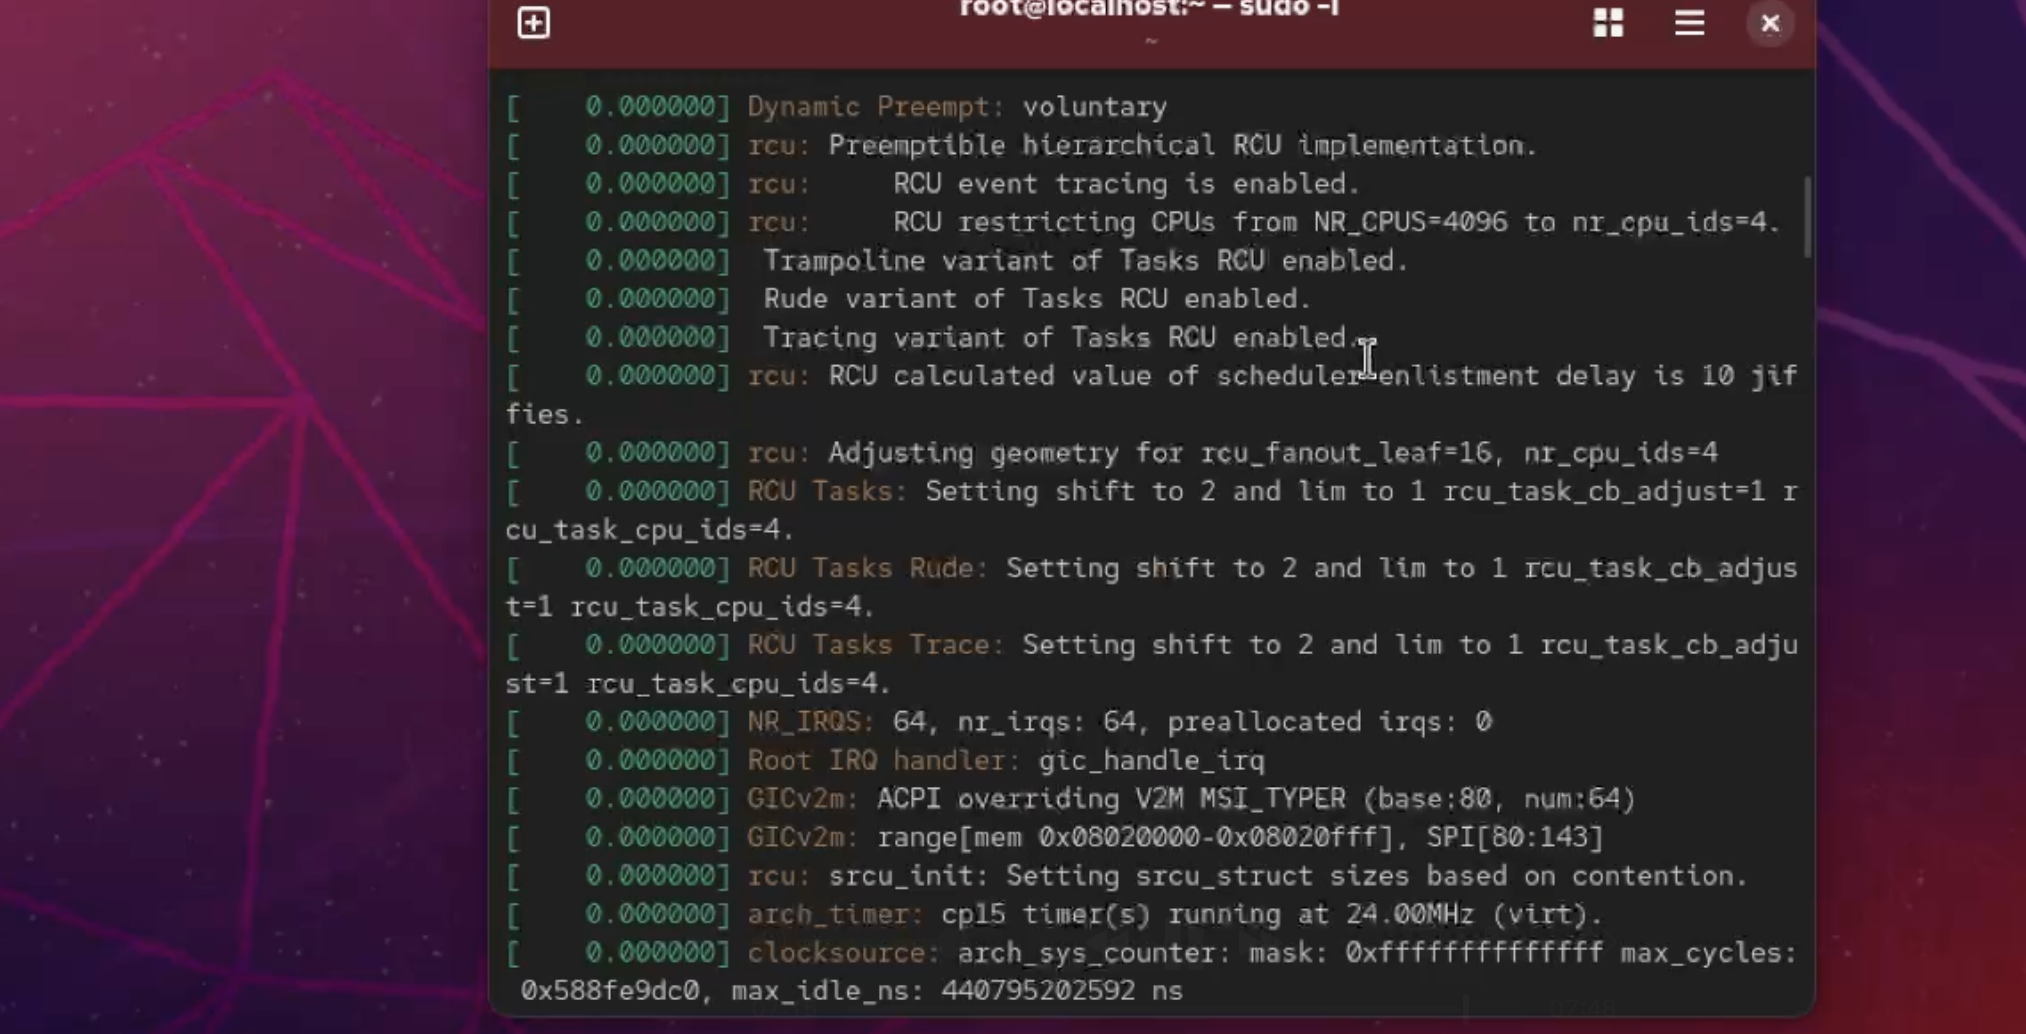 root@localhost:~ — sudo -i
~
[    0.000000] Dynamic Preempt: voluntary
[    0.000000] rcu: Preemptible hierarchical RCU implementation.
[    0.000000] rcu:     RCU event tracing is enabled.
[    0.000000] rcu:     RCU restricting CPUs from NR_CPUS=4096 to nr_cpu_ids=4.
[    0.000000]  Trampoline variant of Tasks RCU enabled.
[    0.000000]  Rude variant of Tasks RCU enabled.
[    0.000000]  Tracing variant of Tasks RCU enabled.
[    0.000000] rcu: RCU calculated value of scheduler-enlistment delay is 10 jif
fies.
[    0.000000] rcu: Adjusting geometry for rcu_fanout_leaf=16, nr_cpu_ids=4
[    0.000000] RCU Tasks: Setting shift to 2 and lim to 1 rcu_task_cb_adjust=1 r
cu_task_cpu_ids=4.
[    0.000000] RCU Tasks Rude: Setting shift to 2 and lim to 1 rcu_task_cb_adjus
t=1 rcu_task_cpu_ids=4.
[    0.000000] RCU Tasks Trace: Setting shift to 2 and lim to 1 rcu_task_cb_adju
st=1 rcu_task_cpu_ids=4.
[    0.000000] NR_IRQS: 64, nr_irqs: 64, preallocated irqs: 0
[    0.000000] Root IRQ handler: gic_handle_irq
[    0.000000] GICv2m: ACPI overriding V2M MSI_TYPER (base:80, num:64)
[    0.000000] GICv2m: range[mem 0x08020000-0x08020fff], SPI[80:143]
[    0.000000] rcu: srcu_init: Setting srcu_struct sizes based on contention.
[    0.000000] arch_timer: cp15 timer(s) running at 24.00MHz (virt).
[    0.000000] clocksource: arch_sys_counter: mask: 0xffffffffffffff max_cycles:
 0x588fe9dc0, max_idle_ns: 440795202592 ns